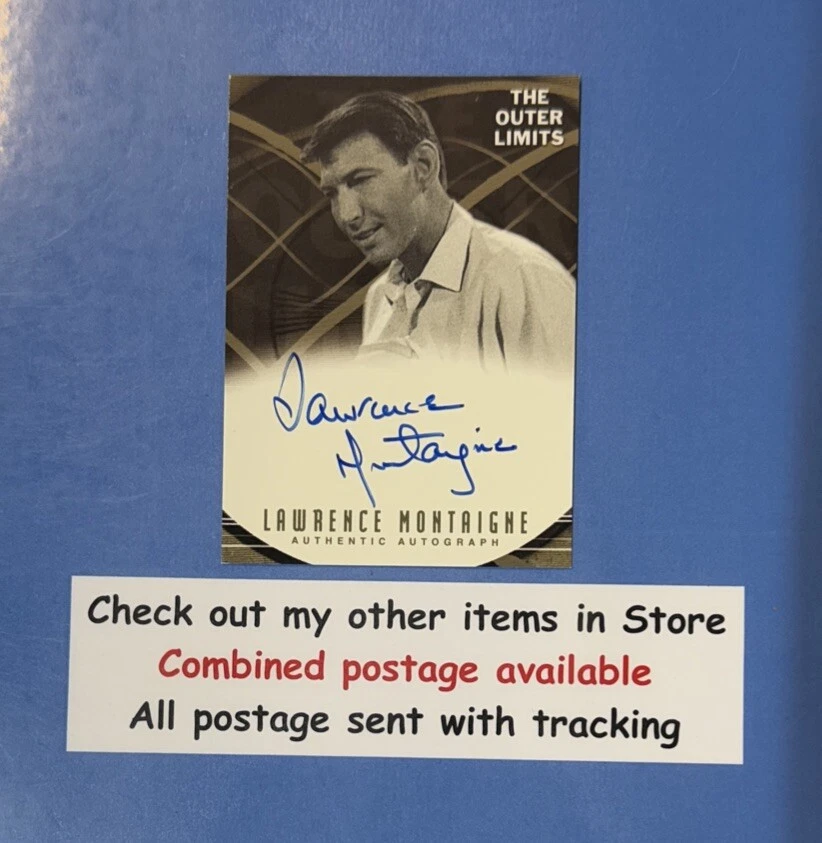 THE
OUTER
LIMITS
Lawrence
Montaigne
LAWRENCE MONTAIGNE
AUTHENTIC AUTOGRAPH
Check out my other items in Store
Combined postage available
All postage sent with tracking